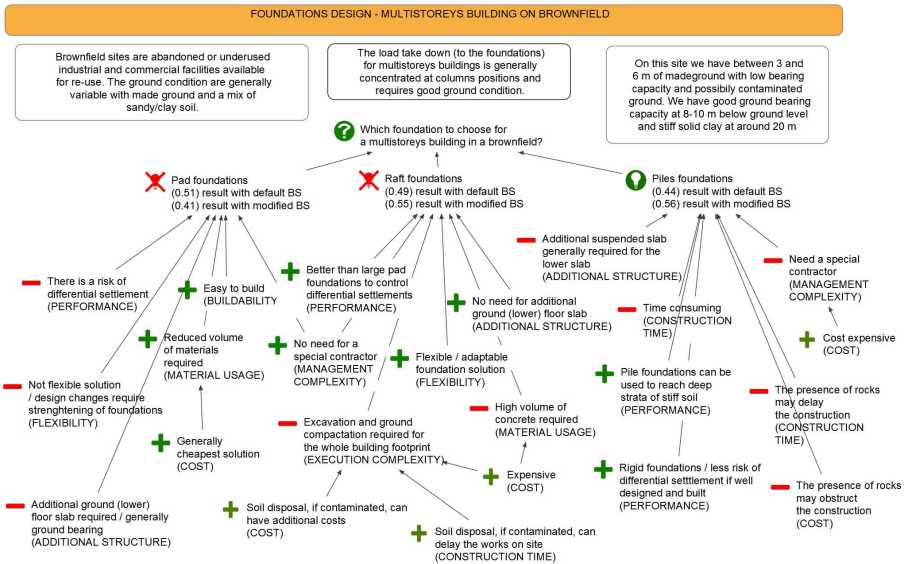 FOUNDATIONS DESIGN - MULTISTOREYS BUILDING ON BROWNFIELD
Brownfield sites are abandoned or underused
industrial and commercial facilities available
for re-use. The ground condition are generally
variable with made ground and a mix of
sandy/clay soil.
The load take down (to the foundations)
for multistoreys buildings is generally
concentrated at columns positions and
requires good ground condition.
On this site we have between 3 and
6 m of madeground with low bearing
capacity and possibily contaminated
ground. We have good ground bearing
capacity at 8-10 m below ground level
and stiff solid clay at around 20 m
Which foundation to choose for
a multistoreys building in a brownfield?
Pad foundations
(0.51) result with default BS
(0.41) result with modified BS
Raft foundations
(0.49) result with default BS
(0.55) result with modified BS
Piles foundations
(0.44) result with default BS
(0.56) result with modified BS
There is a risk of
differential settlement
(PERFORMANCE)
Easy to build
(BUILDABILITY
Reduced volume
of materials
required
(MATERIAL USAGE)
Not flexible solution
/ design changes require
strenghtening of foundations
(FLEXIBILITY)
Generally
cheapest solution
(COST)
Additional ground (lower)
floor slab required / generally
ground bearing
(ADDITIONAL STRUCTURE)
Better than large pad
foundations to control
differential settlements
(PERFORMANCE)
No need for a
special contractor
(MANAGEMENT
COMPLEXITY)
Flexible / adaptable
foundation solution
(FLEXIBILITY)
No need for additional
ground (lower) floor slab
(ADDITIONAL STRUCTURE)
Excavation and ground
compactation required for
the whole building footprint
(EXECUTION COMPLEXITY)
High volume of
concrete required
(MATERIAL USAGE)
Expensive
(COST)
Soil disposal, if contaminated, can
have additional costs
(COST)
Soil disposal, if contaminated, can
delay the works on site
(CONSTRUCTION TIME)
Additional suspended slab
generally required for the
lower slab
(ADDITIONAL STRUCTURE)
Need a special
contractor
(MANAGEMENT
COMPLEXITY)
Time consuming
(CONSTRUCTION
TIME)
Cost expensive
(COST)
Pile foundations can be
used to reach deep
strata of stiff soil
(PERFORMANCE)
The presence of rocks
may delay
the construction
(CONSTRUCTION
TIME)
Rigid foundations / less risk of
differential setttlement if well
designed and built
(PERFORMANCE)
The presence of rocks
may obstruct
the construction
(COST)